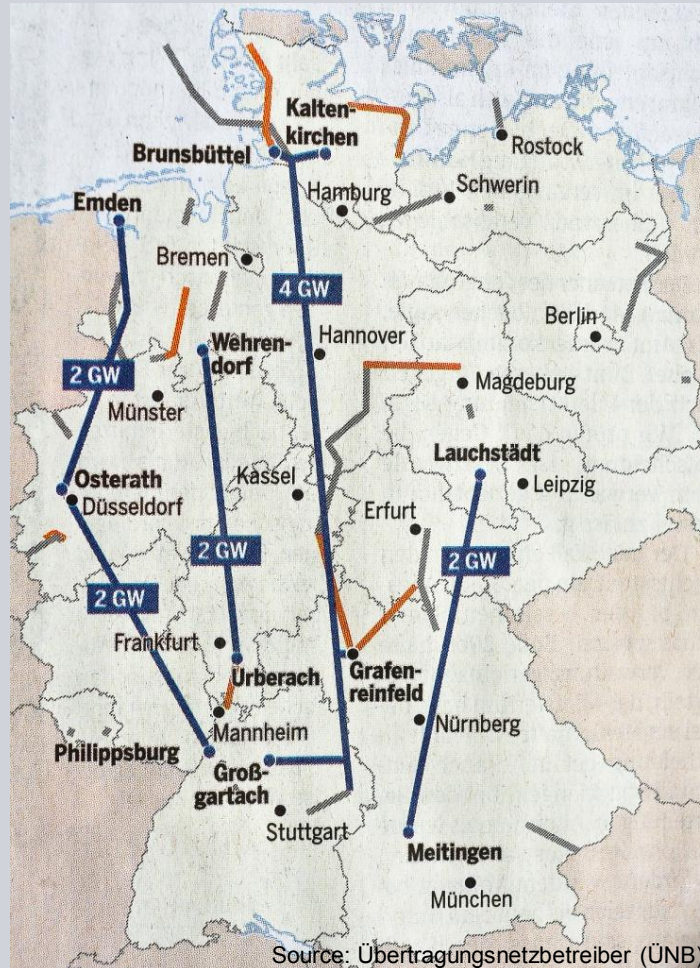 Kalten-
kirchen
Brunsbüttel
Rostock
Emden
Hamburg
Schwerin
Bremen
4 GW
Wehren-
dorf
Hannover
Berlin
2 GW
Münster
Magdeburg
Lauchstädt
Osterath
Düsseldorf
Kassel
Leipzig
Erfurt
2 GW
2 GW
2 GW
Frankfurt
Urberach
Grafen-
reinfeld
Mannheim
Nürnberg
Philippsburg
Groß-
gartach
Stuttgart
Meitingen
München
Source: Übertragungsnetzbetreiber (ÜNB)